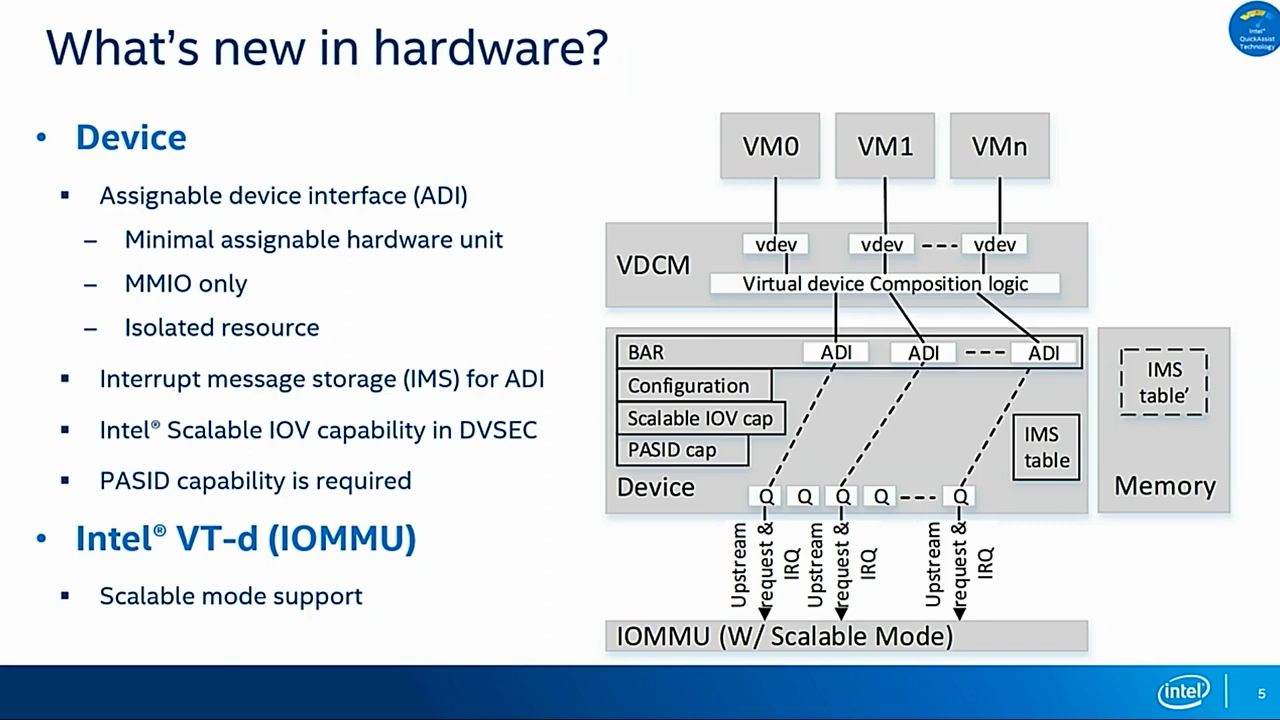 What's new in hardware?
Intel® QuickAssist Technology
• Device
▪ Assignable device interface (ADI)
– Minimal assignable hardware unit
– MMIO only
– Isolated resource
▪ Interrupt message storage (IMS) for ADI
▪ Intel® Scalable IOV capability in DVSEC
▪ PASID capability is required
• Intel® VT-d (IOMMU)
▪ Scalable mode support
VM0 VM1 VMn
vdev vdev vdev
VDCM
Virtual device Composition logic
BAR ADI ADI ADI
Configuration
Scalable IOV cap
PASID cap
IMS
table
Device
Q Q Q Q Q
IMS
table'
Memory
Upstream
request &
IRQ
Upstream
request &
IRQ
Upstream
request &
IRQ
IOMMU (W/ Scalable Mode)
intel
5